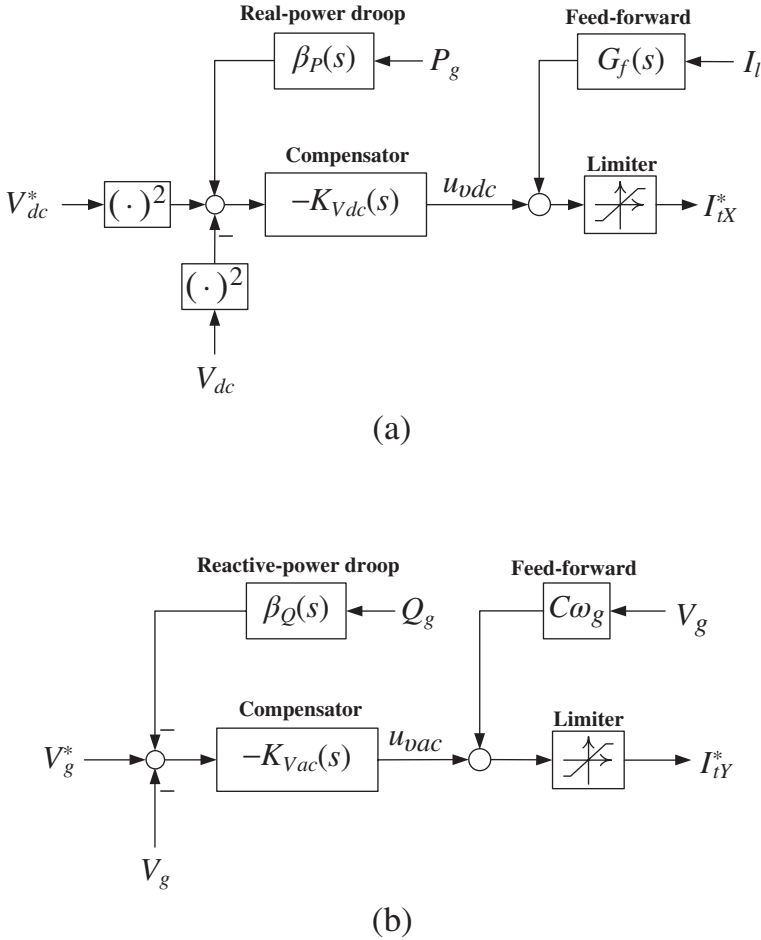 Real-power droop
Feed-forward
β_P(s)
P_g
G_f(s)
I_l
Compensator
Limiter
V*_dc
(·)²
–K_Vdc(s)
u_vdc
I*_tX
–
(·)²
V_dc
(a)
Reactive-power droop
Feed-forward
β_Q(s)
Q_g
Cω_g
V_g
Compensator
Limiter
–
V*_g
–K_Vac(s)
u_vac
I*_tY
–
V_g
(b)